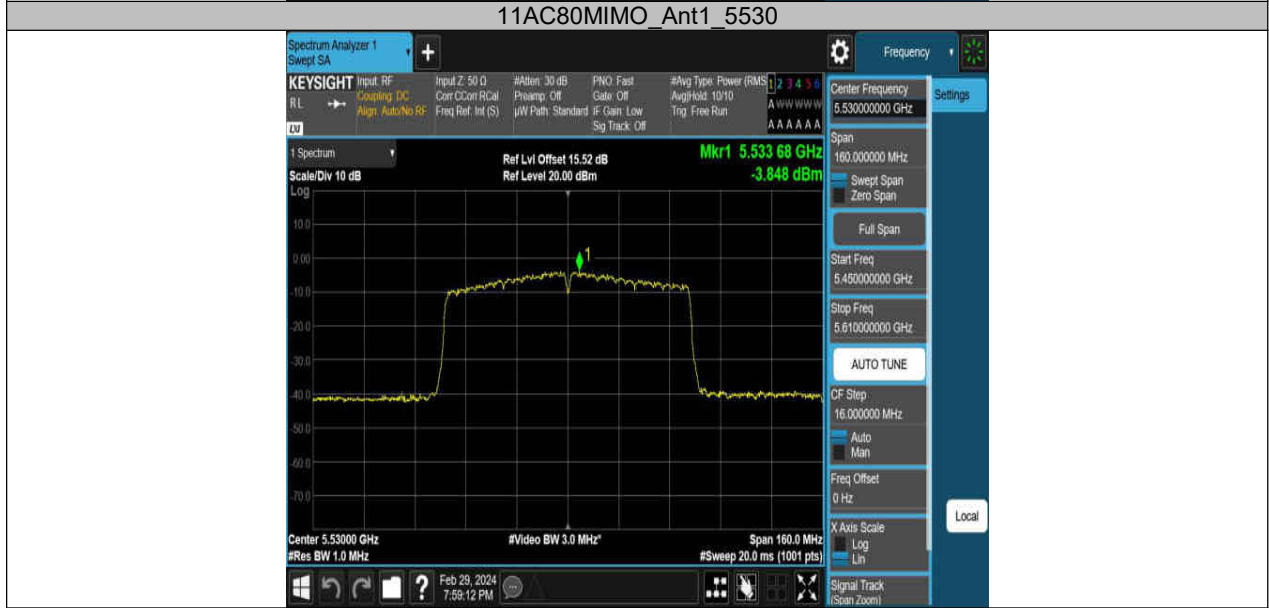 11AC80MIMO_Ant1_5530
Spectrum Analyzer 1
Swept SA
+
Frequency
KEYSIGHT
RL
LXI
Input: RF
Coupling: DC
Align: Auto/No RF
Input Z: 50 Ω
Corr CCorr RCal
Freq Ref: Int (S)
#Atten: 30 dB
Preamp: Off
µW Path: Standard
PNO: Fast
Gate: Off
IF Gain: Low
Sig Track: Off
#Avg Type: Power (RMS
Avg|Hold: 10/10
Trig: Free Run
1 2 3 4 5 6
A W W W W W
A A A A A A
Center Frequency
5.530000000 GHz
Settings
1 Spectrum
Scale/Div 10 dB
Log
Ref Lvl Offset 15.52 dB
Ref Level 20.00 dBm
Mkr1 5.533 68 GHz
-3.848 dBm
Span
160.000000 MHz
Swept Span
Zero Span
Full Span
Start Freq
5.450000000 GHz
Stop Freq
5.610000000 GHz
AUTO TUNE
CF Step
16.000000 MHz
Auto
Man
Freq Offset
0 Hz
X Axis Scale
Log
Lin
Signal Track
(Span Zoom)
Local
10.0
0.00
-10.0
-20.0
-30.0
-40.0
-50.0
-60.0
-70.0
1
Center 5.53000 GHz
#Res BW 1.0 MHz
#Video BW 3.0 MHz*
Span 160.0 MHz
#Sweep 20.0 ms (1001 pts)
?
Feb 29, 2024
7:59:12 PM